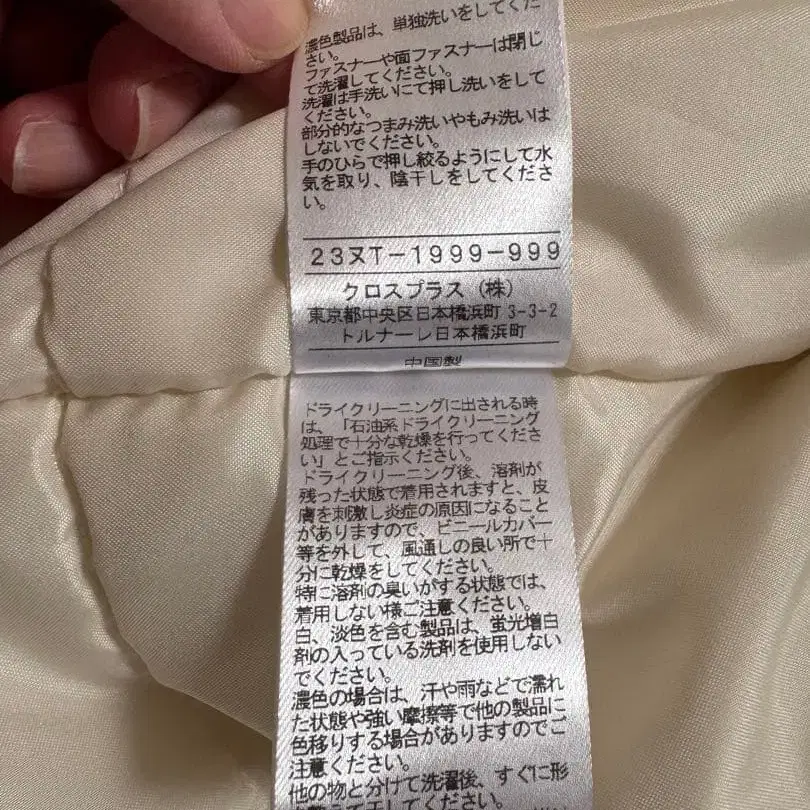 濃色製品は、単独洗いをしてくだ
さい。
ファスナーや面ファスナーは閉じ
て洗濯してください。
洗濯は手洗いにて押し洗いをして
ください。
部分的なつまみ洗いやもみ洗いは
しないでください。
手のひらで押し絞るようにして水
気を取り、陰干しをしてくださ
い。
23ヌT-1999-999
クロスプラス(株)
東京都中央区日本橋浜町 3-3-2
トルナーレ日本橋浜町
中国製
ドライクリーニングに出される時
は、「石油系ドライクリーニング
処理で十分な乾燥を行ってくださ
い」とご指示ください。
ドライクリーニング後、溶剤が
残った状態で着用されますと、皮
膚を刺激し炎症の原因になること
がありますので、ビニールカバー
等を外して、風通しの良い所で十
分に乾燥をしてください。
特に溶剤の臭いがする状態では、
着用しない様ご注意ください。
白、淡色を含む製品は、蛍光増白
剤の入っている洗剤を使用しない
でください。
濃色の場合は、汗や雨などで濡れ
た状態や強い摩擦等で他の製品に
色移りする場合がありますのでご
注意ください。
他の物と分けて洗濯後、すぐに形
を整えて干してください。